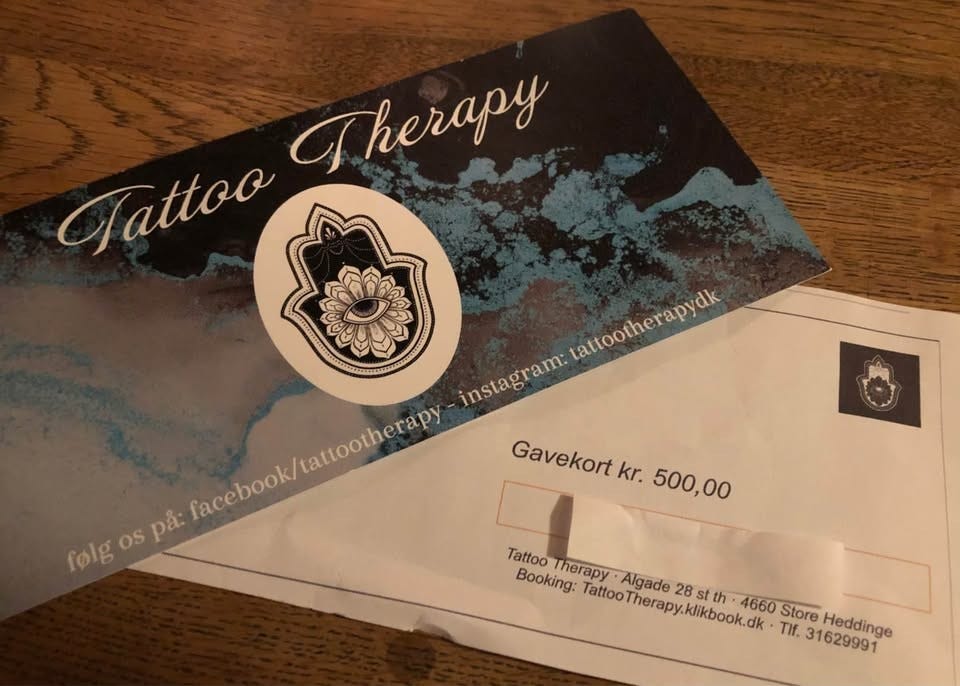 Tattoo Therapy
følg os på: facebook/tattootherapy - instagram: tattootherapydk
Gavekort kr. 500,00
Tattoo Therapy · Algade 28 st th · 4660 Store Heddinge
Booking: TattooTherapy.klikbook.dk · Tlf. 31629991